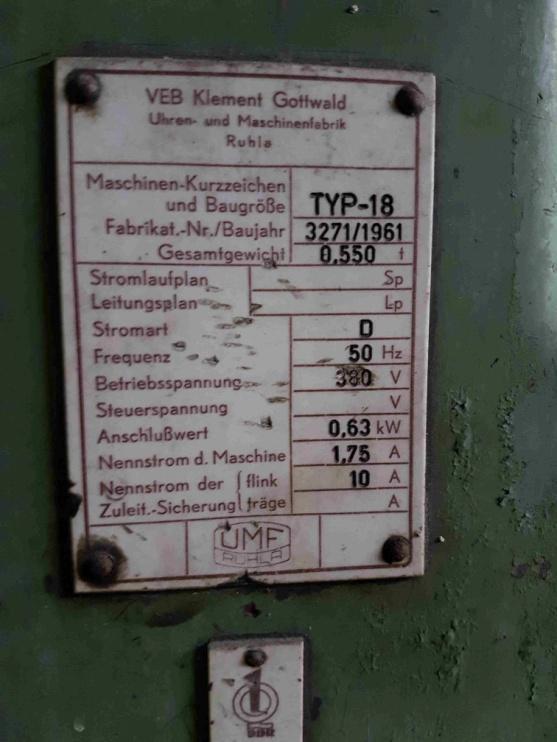 VEB Klement Gottwald
Uhren- und Maschinenfabrik
Ruhla
Maschinen-Kurzzeichen
und Baugröße TYP-18
Fabrikat.-Nr./Baujahr 3271/1961
Gesamtgewicht 0,550 t
Stromlaufplan Sp
Leitungsplan Lp
Stromart D
Frequenz 50 Hz
Betriebsspannung 380 V
Steuerspannung V
Anschlußwert 0,63 kW
Nennstrom d. Maschine 1,75 A
Nennstrom der flink 10 A
Zuleit.-Sicherung träge A
UMF
RUHLA
1
DDR